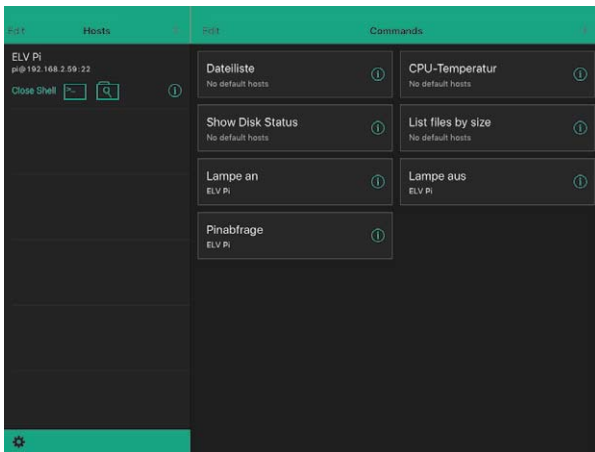 Edit Hosts
ELV Pi
pi@192.168.2.59:22
Close Shell
Edit Commands
Dateiliste
No default hosts
CPU-Temperatur
No default hosts
Show Disk Status
No default hosts
List files by size
No default hosts
Lampe an
ELV Pi
Lampe aus
ELV Pi
Pinabfrage
ELV Pi